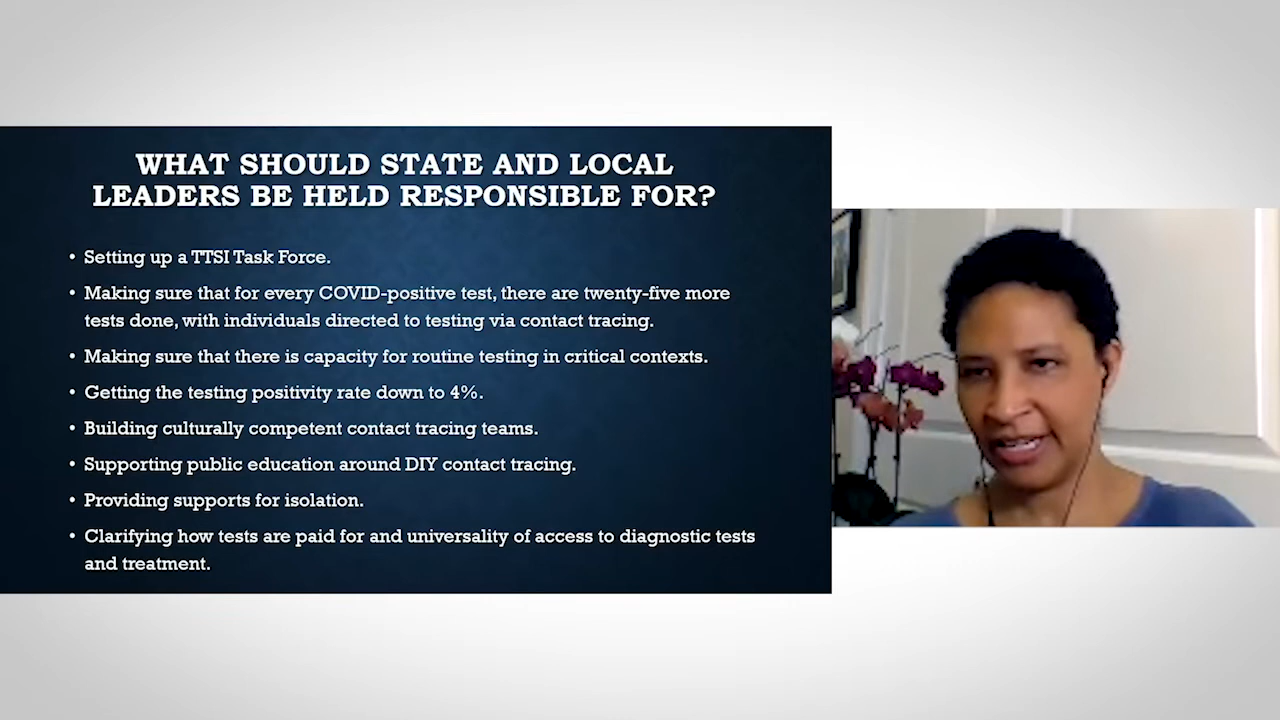 WHAT SHOULD STATE AND LOCAL
LEADERS BE HELD RESPONSIBLE FOR?
• Setting up a TTSI Task Force.
• Making sure that for every COVID-positive test, there are twenty-five more
tests done, with individuals directed to testing via contact tracing.
• Making sure that there is capacity for routine testing in critical contexts.
• Getting the testing positivity rate down to 4%.
• Building culturally competent contact tracing teams.
• Supporting public education around DIY contact tracing.
• Providing supports for isolation.
• Clarifying how tests are paid for and universality of access to diagnostic tests
and treatment.